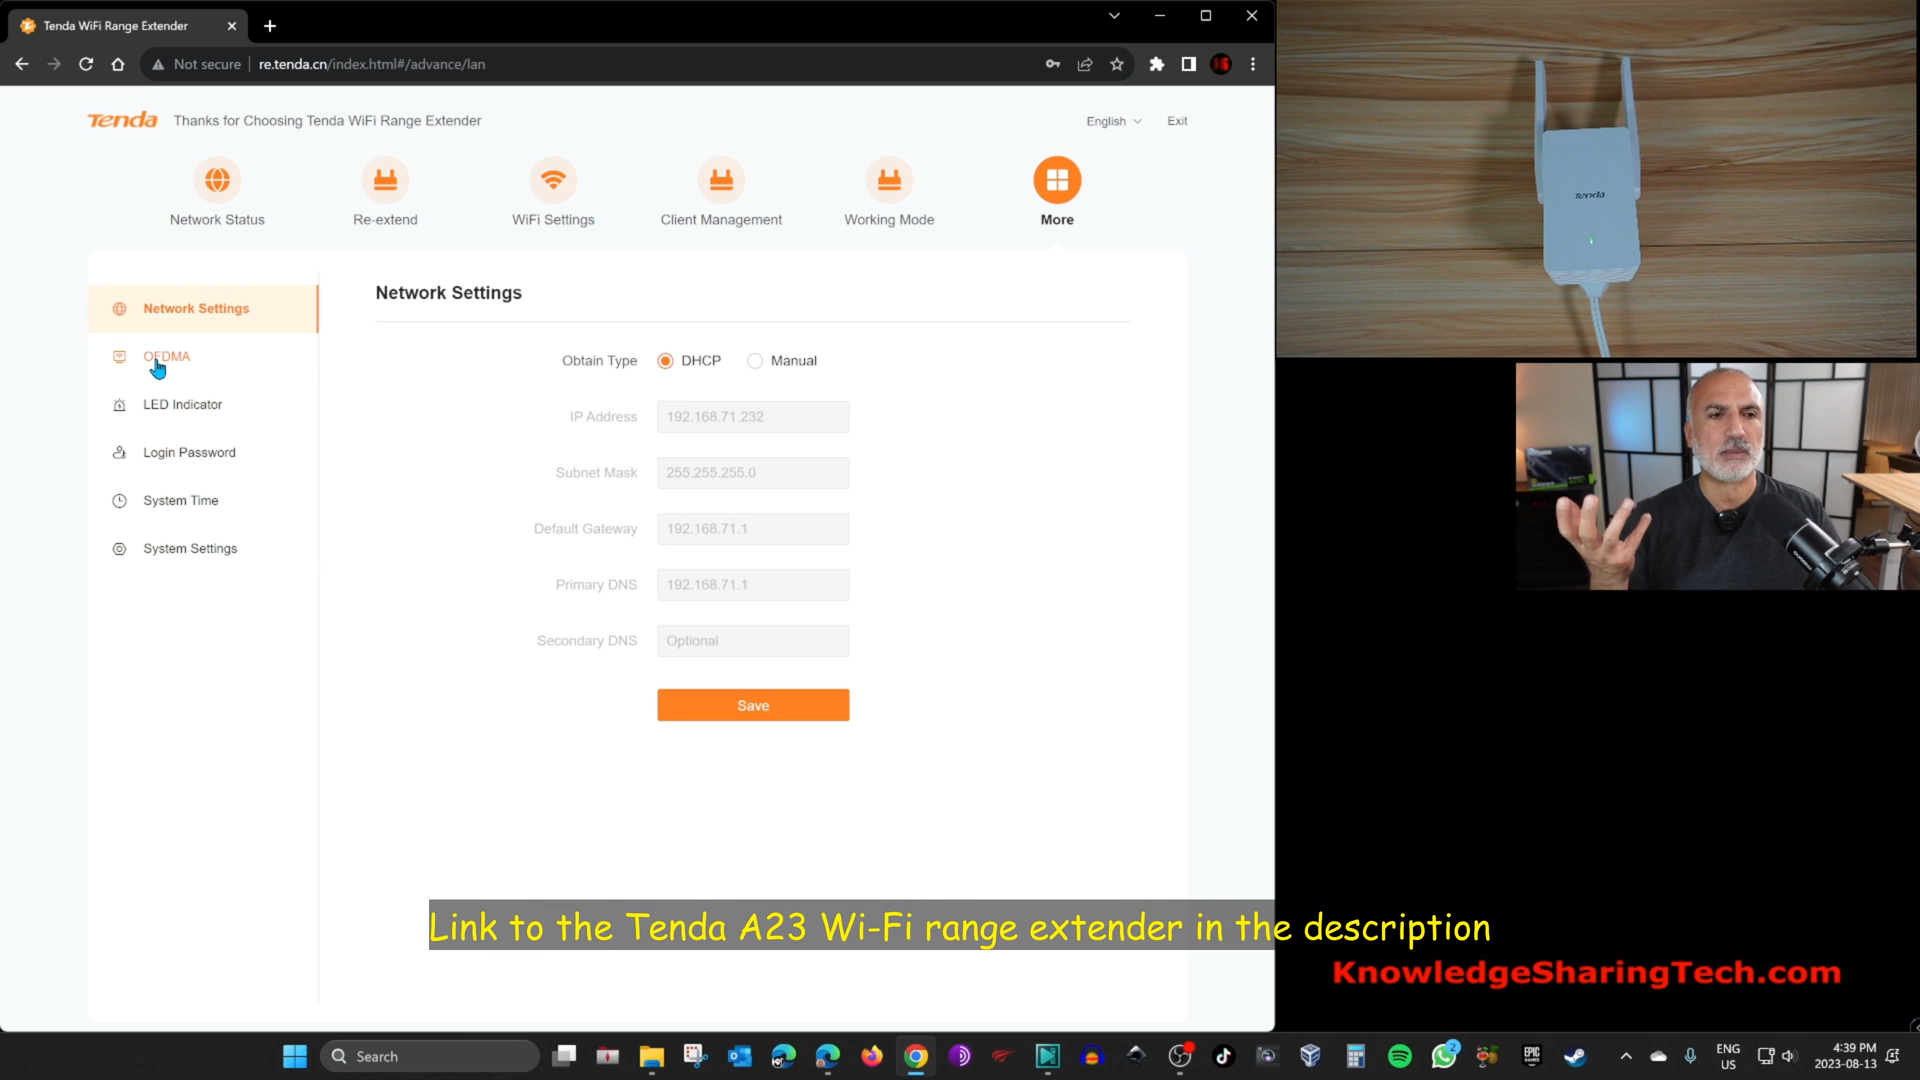 Tenda WiFi Range Extender
Not secure
re.tenda.cn/index.html#/advance/lan
Tenda
Thanks for Choosing Tenda WiFi Range Extender
English
Exit
Network Status
Re-extend
WiFi Settings
Client Management
Working Mode
More
Network Settings
OFDMA
LED Indicator
Login Password
System Time
System Settings
Network Settings
Obtain Type
DHCP
Manual
IP Address
192.168.71.232
Subnet Mask
255.255.255.0
Default Gateway
192.168.71.1
Primary DNS
192.168.71.1
Secondary DNS
Optional
Save
Tenda
Link to the Tenda A23 Wi-Fi range extender in the description
KnowledgeSharingTech.com
Search
2
EPIC
ENG
US
4:39 PM
2023-08-13